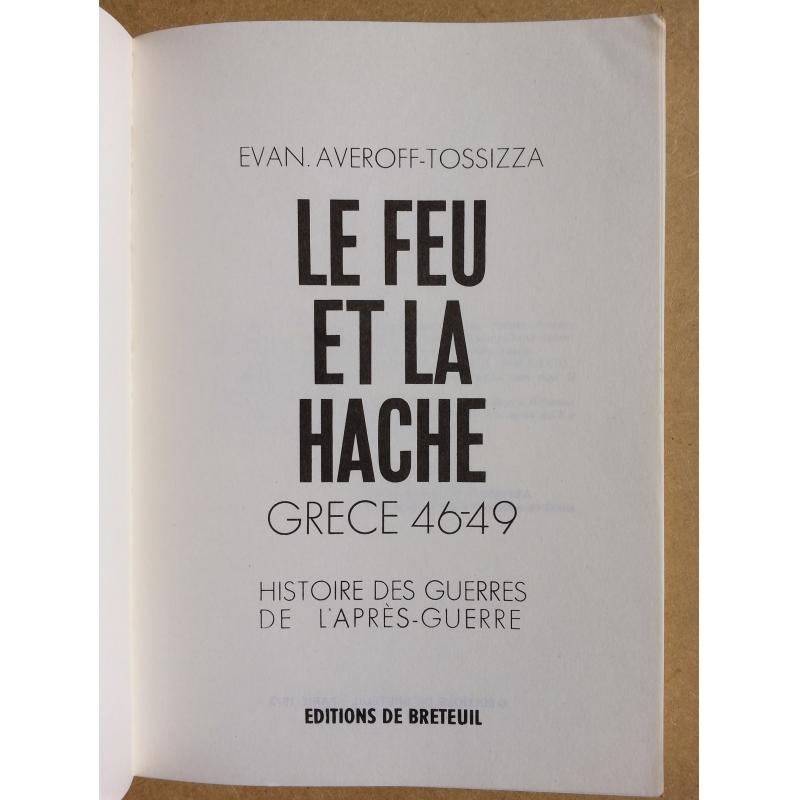 EVAN. AVEROFF-TOSSIZZA
LE FEU
ET LA
HACHE
GRECE 46-49
HISTOIRE DES GUERRES
DE L'APRÈS-GUERRE
EDITIONS DE BRETEUIL